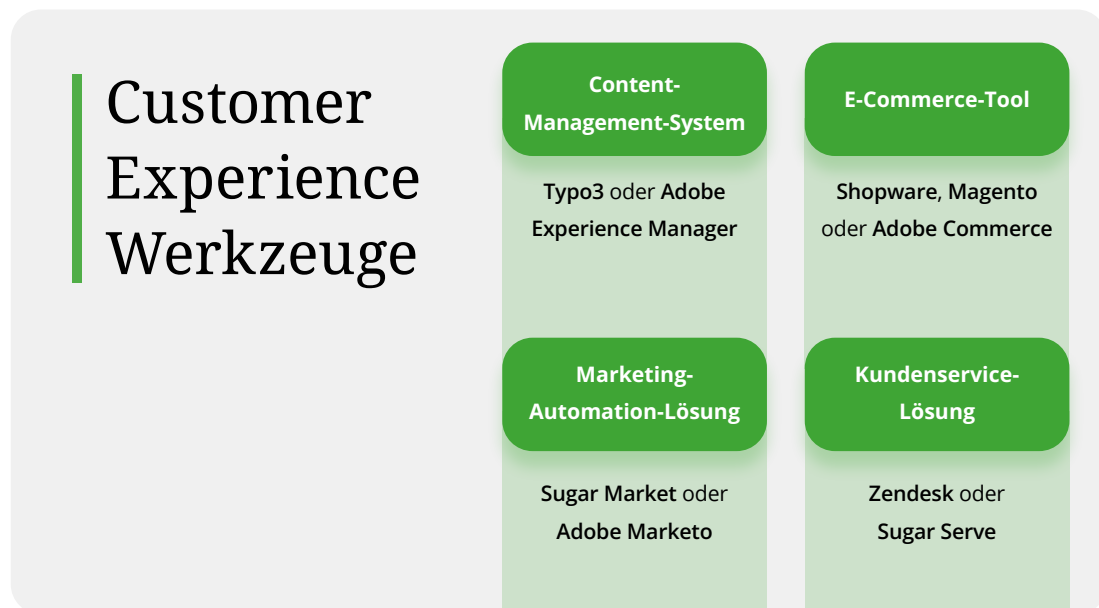 Customer
Experience
Werkzeuge
Content-
Management-System
Typo3 oder Adobe
Experience Manager
E-Commerce-Tool
Shopware, Magento
oder Adobe Commerce
Marketing-
Automation-Lösung
Sugar Market oder
Adobe Marketo
Kundenservice-
Lösung
Zendesk oder
Sugar Serve